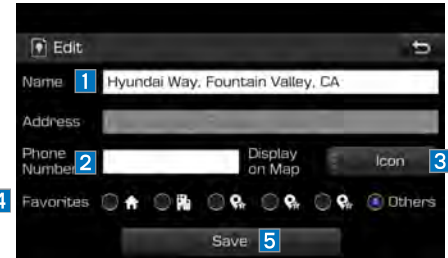 Edit
Name 1 Hyundai Way, Fountain Valley, CA
Address
Phone Number 2 Display on Map Icon 3
4 Favorites Others
Save 5